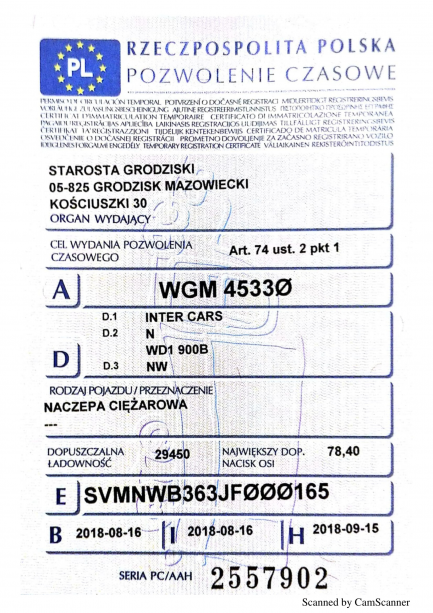 PL
RZECZPOSPOLITA POLSKA
POZWOLENIE CZASOWE
STAROSTA GRODZISKI
05-825 GRODZISK MAZOWIECKI
KOŚCIUSZKI 30
ORGAN WYDAJĄCY
CEL WYDANIA POZWOLENIA
CZASOWEGO
Art. 74 ust. 2 pkt 1
A WGM 4533Ø
D.1 INTER CARS
D.2 N
WD1 900B
D
D.3 NW
RODZAJ POJAZDU / PRZEZNACZENIE
NACZEPA CIĘŻAROWA
---
DOPUSZCZALNA
ŁADOWNOŚĆ
29450
NAJWIĘKSZY DOP.
NACISK OSI
78,40
E SVMNWB363JFØØØ165
B 2018-08-16 I 2018-08-16 H 2018-09-15
SERIA PC/AAH 2557902
Scanned by CamScanner